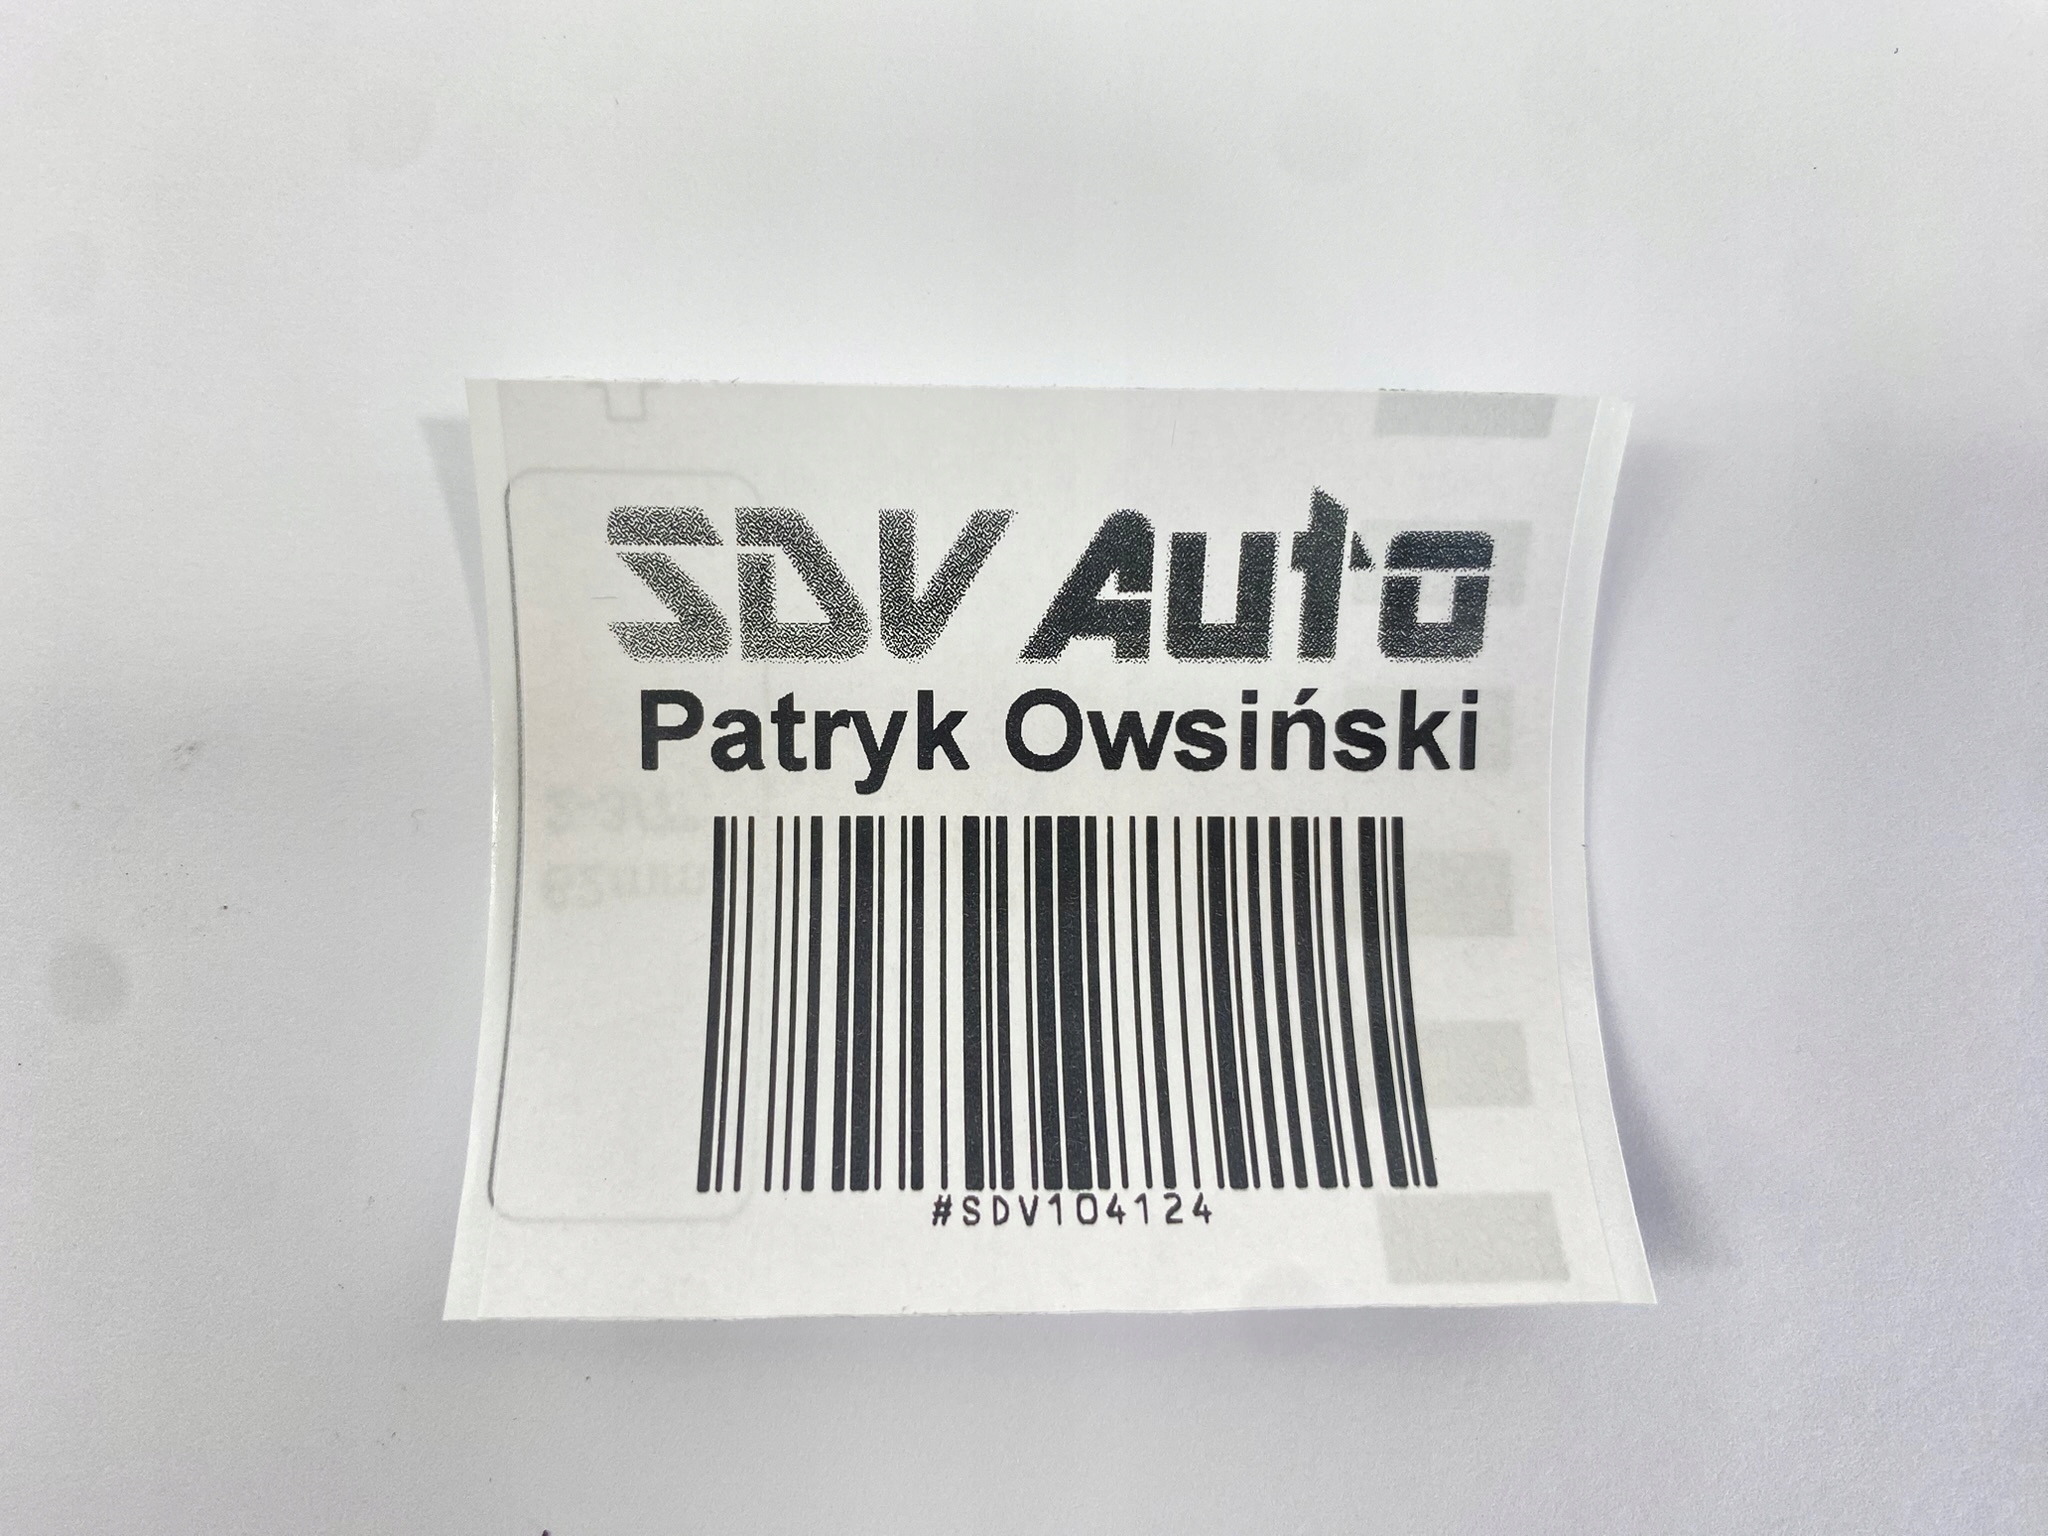 SDV Auto
Patryk Owsiński
#SDV104124